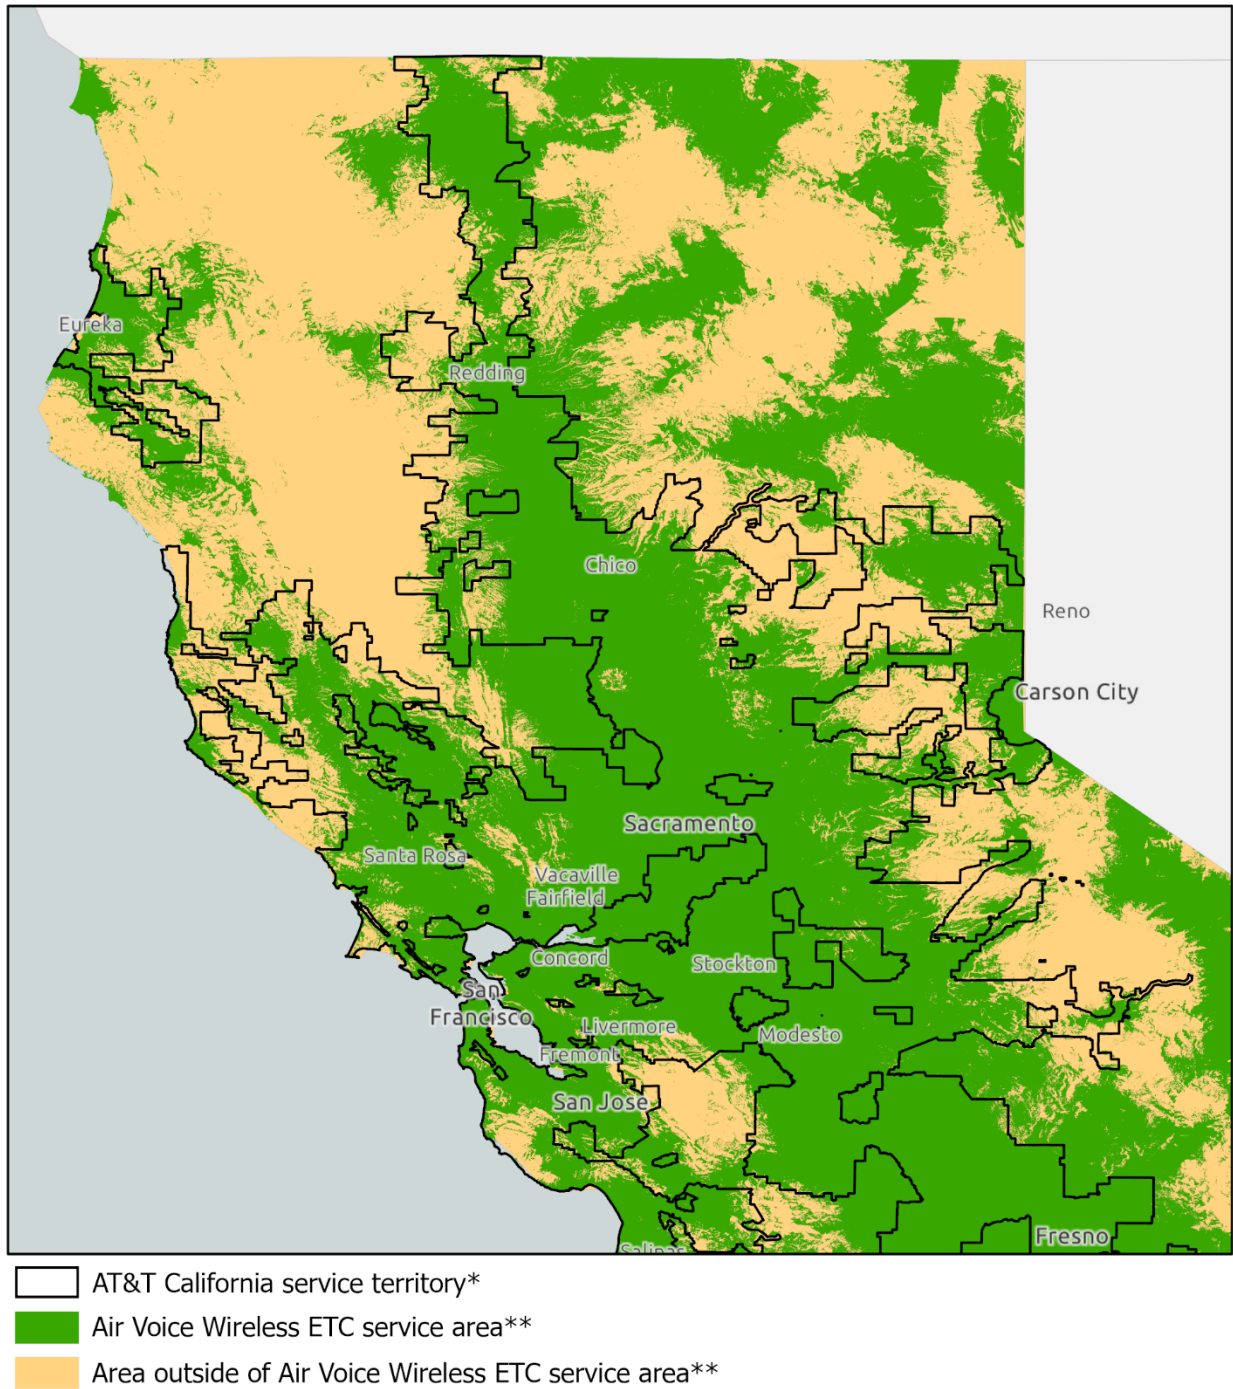 Eureka
Redding
Chico
Reno
Carson City
Sacramento
Santa Rosa
Vacaville
Fairfield
Concord
Stockton
San
Francisco
Livermore
Modesto
Fremont
San Jose
Fresno
Salinas
AT&T California service territory*
Air Voice Wireless ETC service area**
Area outside of Air Voice Wireless ETC service area**